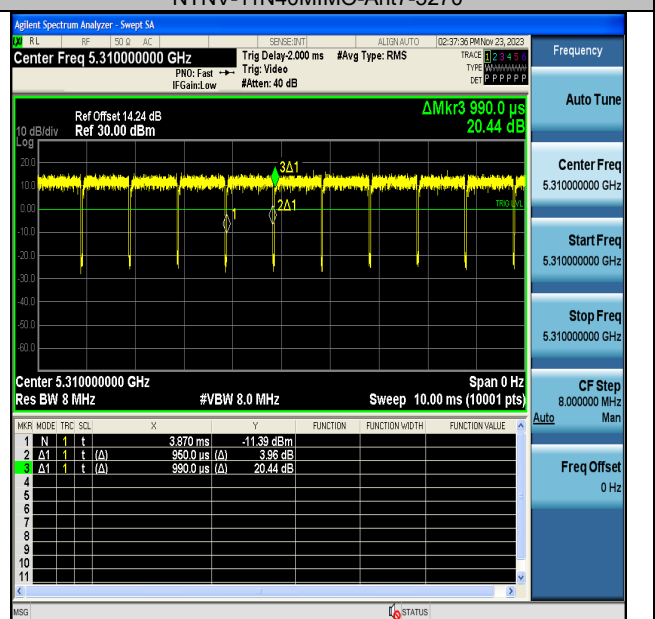 NTNV-11N40MIMO-Ant7-5270
Agilent Spectrum Analyzer - Swept SA
RL RF 50 Ω AC SENSE:INT ALIGN AUTO 02:37:36 PM Nov 23, 2023
Center Freq 5.310000000 GHz
Trig Delay-2.000 ms #Avg Type: RMS
TRACE 1 2 3 4 5 6
PNO: Fast Trig: Video
TYPE WWWWWW
IFGain:Low #Atten: 40 dB
DET P P P P P P
Frequency
Auto Tune
ΔMkr3 990.0 µs
20.44 dB
Ref Offset 14.24 dB
10 dB/div Ref 30.00 dBm
Log
20.0
10.0
0.00
-10.0
-20.0
-30.0
-40.0
-50.0
-60.0
3Δ1
2Δ1
1
TRIG LVL
Center Freq
5.310000000 GHz
Start Freq
5.310000000 GHz
Stop Freq
5.310000000 GHz
Center 5.310000000 GHz Span 0 Hz
Res BW 8 MHz #VBW 8.0 MHz Sweep 10.00 ms (10001 pts)
CF Step
8.000000 MHz
Auto Man
MKR MODE TRC SCL X Y FUNCTION FUNCTION WIDTH FUNCTION VALUE
1 N 1 t 3.870 ms -11.39 dBm
2 Δ1 1 t (Δ) 950.0 µs (Δ) 3.96 dB
3 Δ1 1 t (Δ) 990.0 µs (Δ) 20.44 dB
4
5
6
7
8
9
10
11
Freq Offset
0 Hz
MSG STATUS